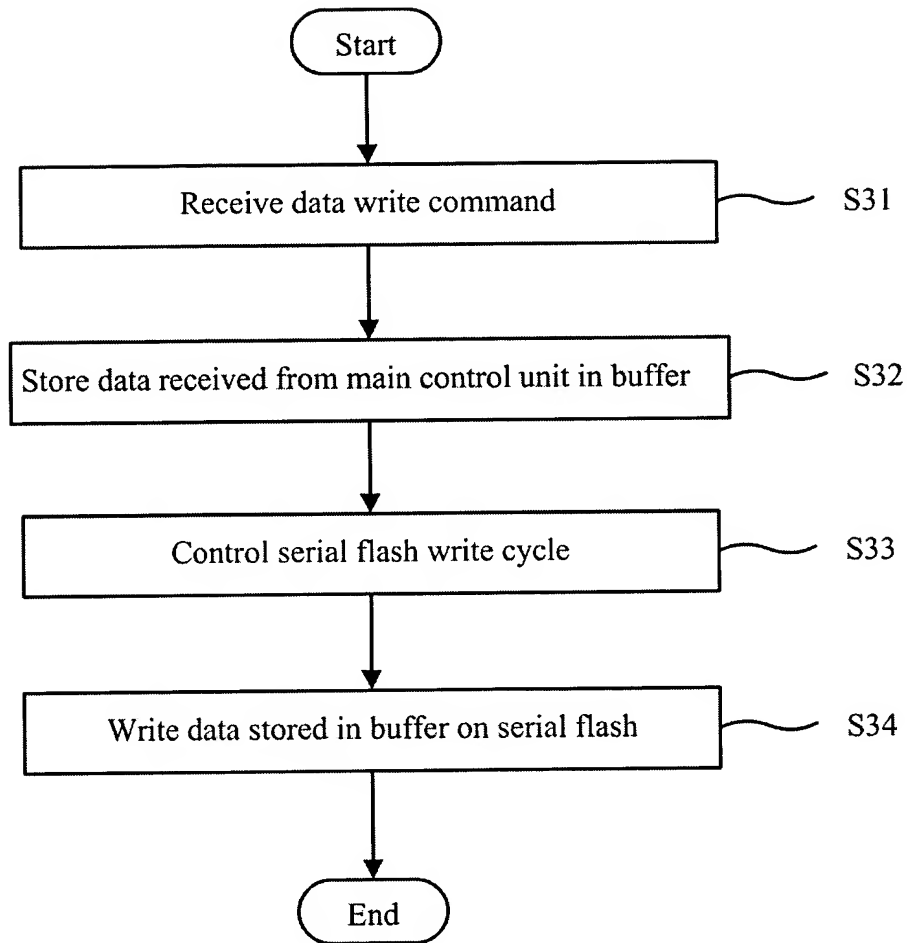 Start
Receive data write command
S31
Store data received from main control unit in buffer
S32
Control serial flash write cycle
S33
Write data stored in buffer on serial flash
S34
End